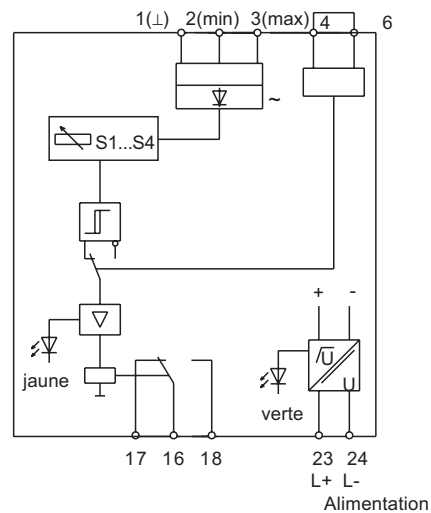 1(⊥) 2(min) 3(max) 4 6
~
S1...S4
+ -
U
U
jaune
verte
17 16 18 23 24
L+ L-
Alimentation